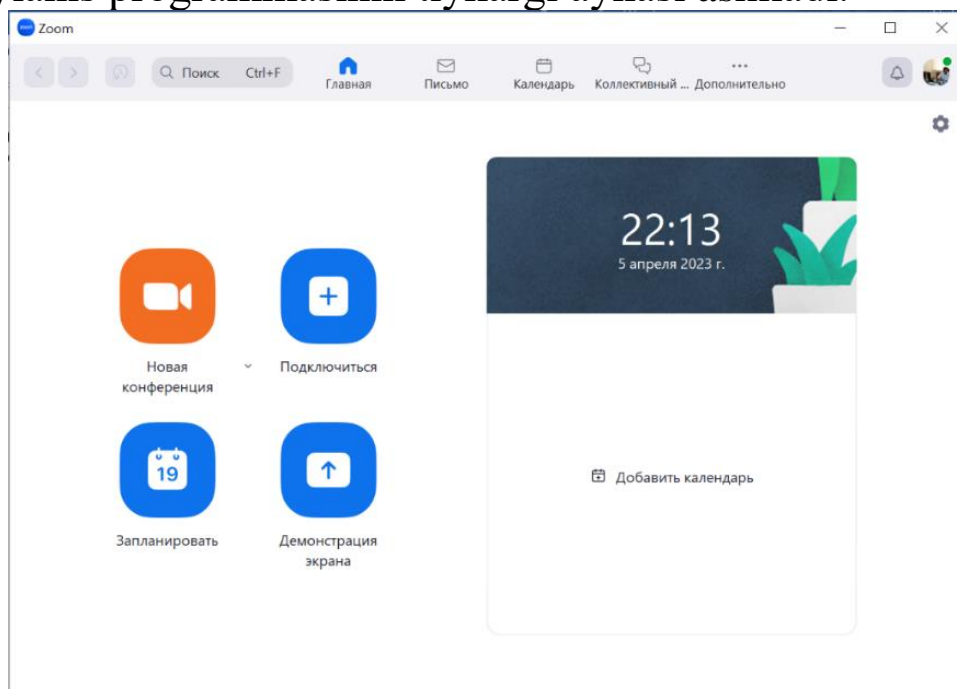 Zoom
Поиск Ctrl+F
Главная
Письмо
Календарь
Коллективный ...
Дополнительно
22:13
5 апреля 2023 г.
Новая
конференция
Подключиться
19
Запланировать
Демонстрация
экрана
Добавить календарь